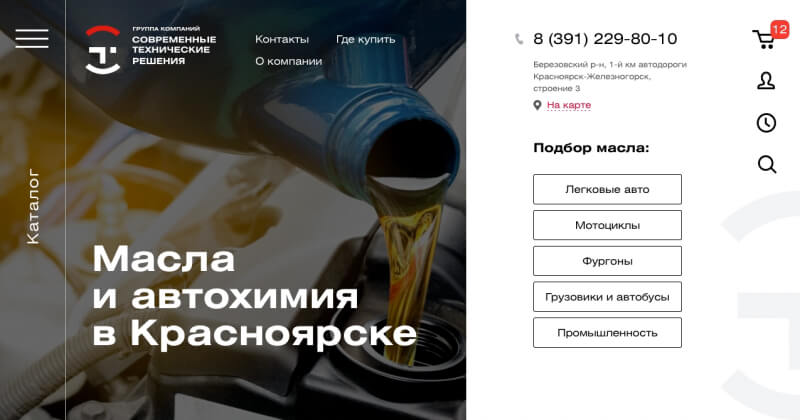 ГРУППА КОМПАНИЙ
СОВРЕМЕННЫЕ
ТЕХНИЧЕСКИЕ
РЕШЕНИЯ
Контакты
Где купить
О компании
Каталог
Масла
и автохимия
в Красноярске
8 (391) 229-80-10
Березовский р-н, 1-й км автодороги
Красноярск-Железногорск,
строение 3
На карте
12
Подбор масла:
Легковые авто
Мотоциклы
Фургоны
Грузовики и автобусы
Промышленность